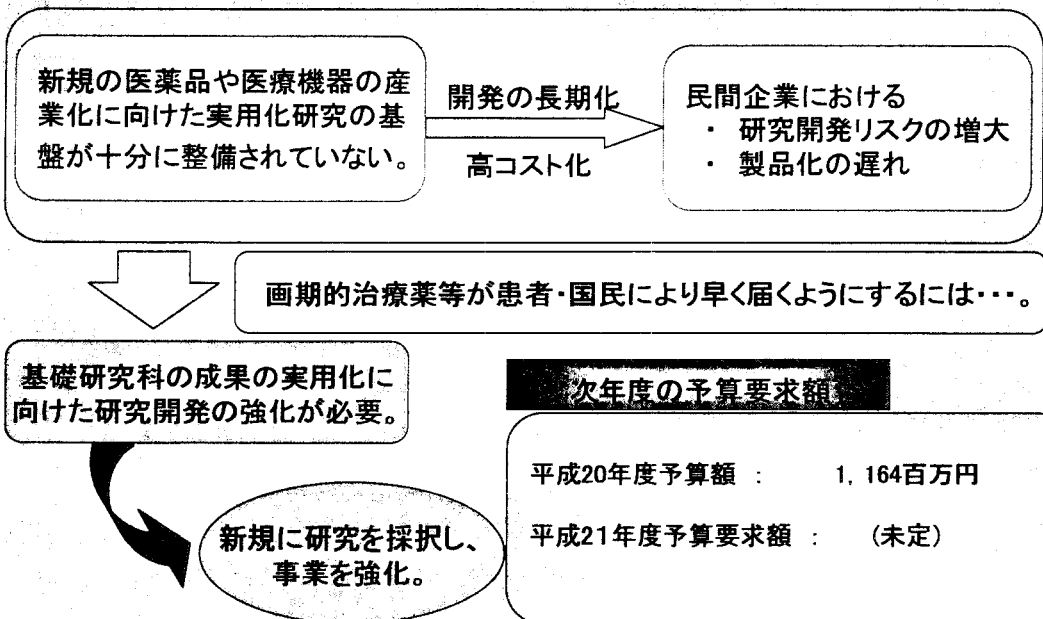 新規の医薬品や医療機器の産
業化に向けた実用化研究の基
盤が十分に整備されていない。
開発の長期化
高コスト化
民間企業における
・ 研究開発リスクの増大
・ 製品化の遅れ
画期的治療薬等が患者・国民により早く届くようにするには・・・。
基礎研究科の成果の実用化に
向けた研究開発の強化が必要。
新規に研究を採択し、
事業を強化。
次年度の予算要求額
平成20年度予算額 ： 1，164百万円
平成21年度予算要求額 ： （未定）